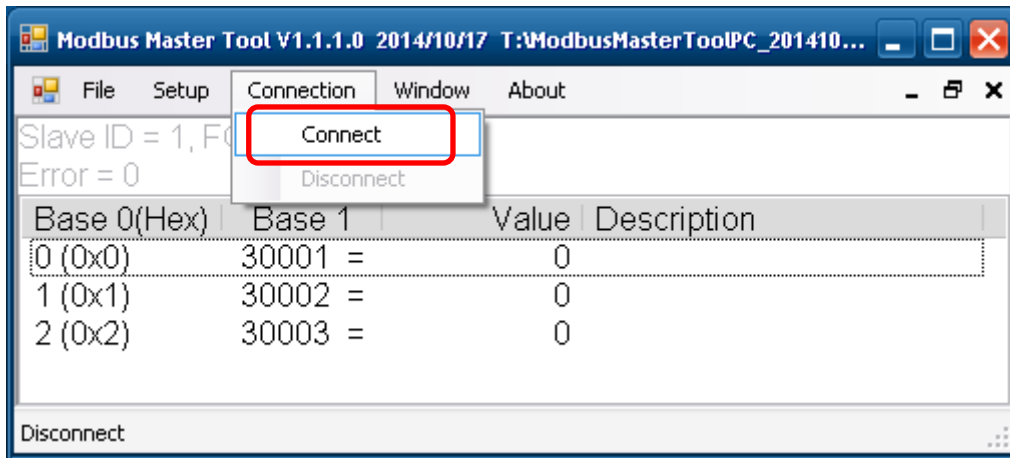 Modbus Master Tool V1.1.1.0 2014/10/17 T:\ModbusMasterToolPC_201410...
File Setup Connection Window About
Connect
Disconnect
Slave ID = 1,
Error = 0
Base 0(Hex) Base 1 Value Description
0 (0x0) 30001 = 0
1 (0x1) 30002 = 0
2 (0x2) 30003 = 0
Disconnect